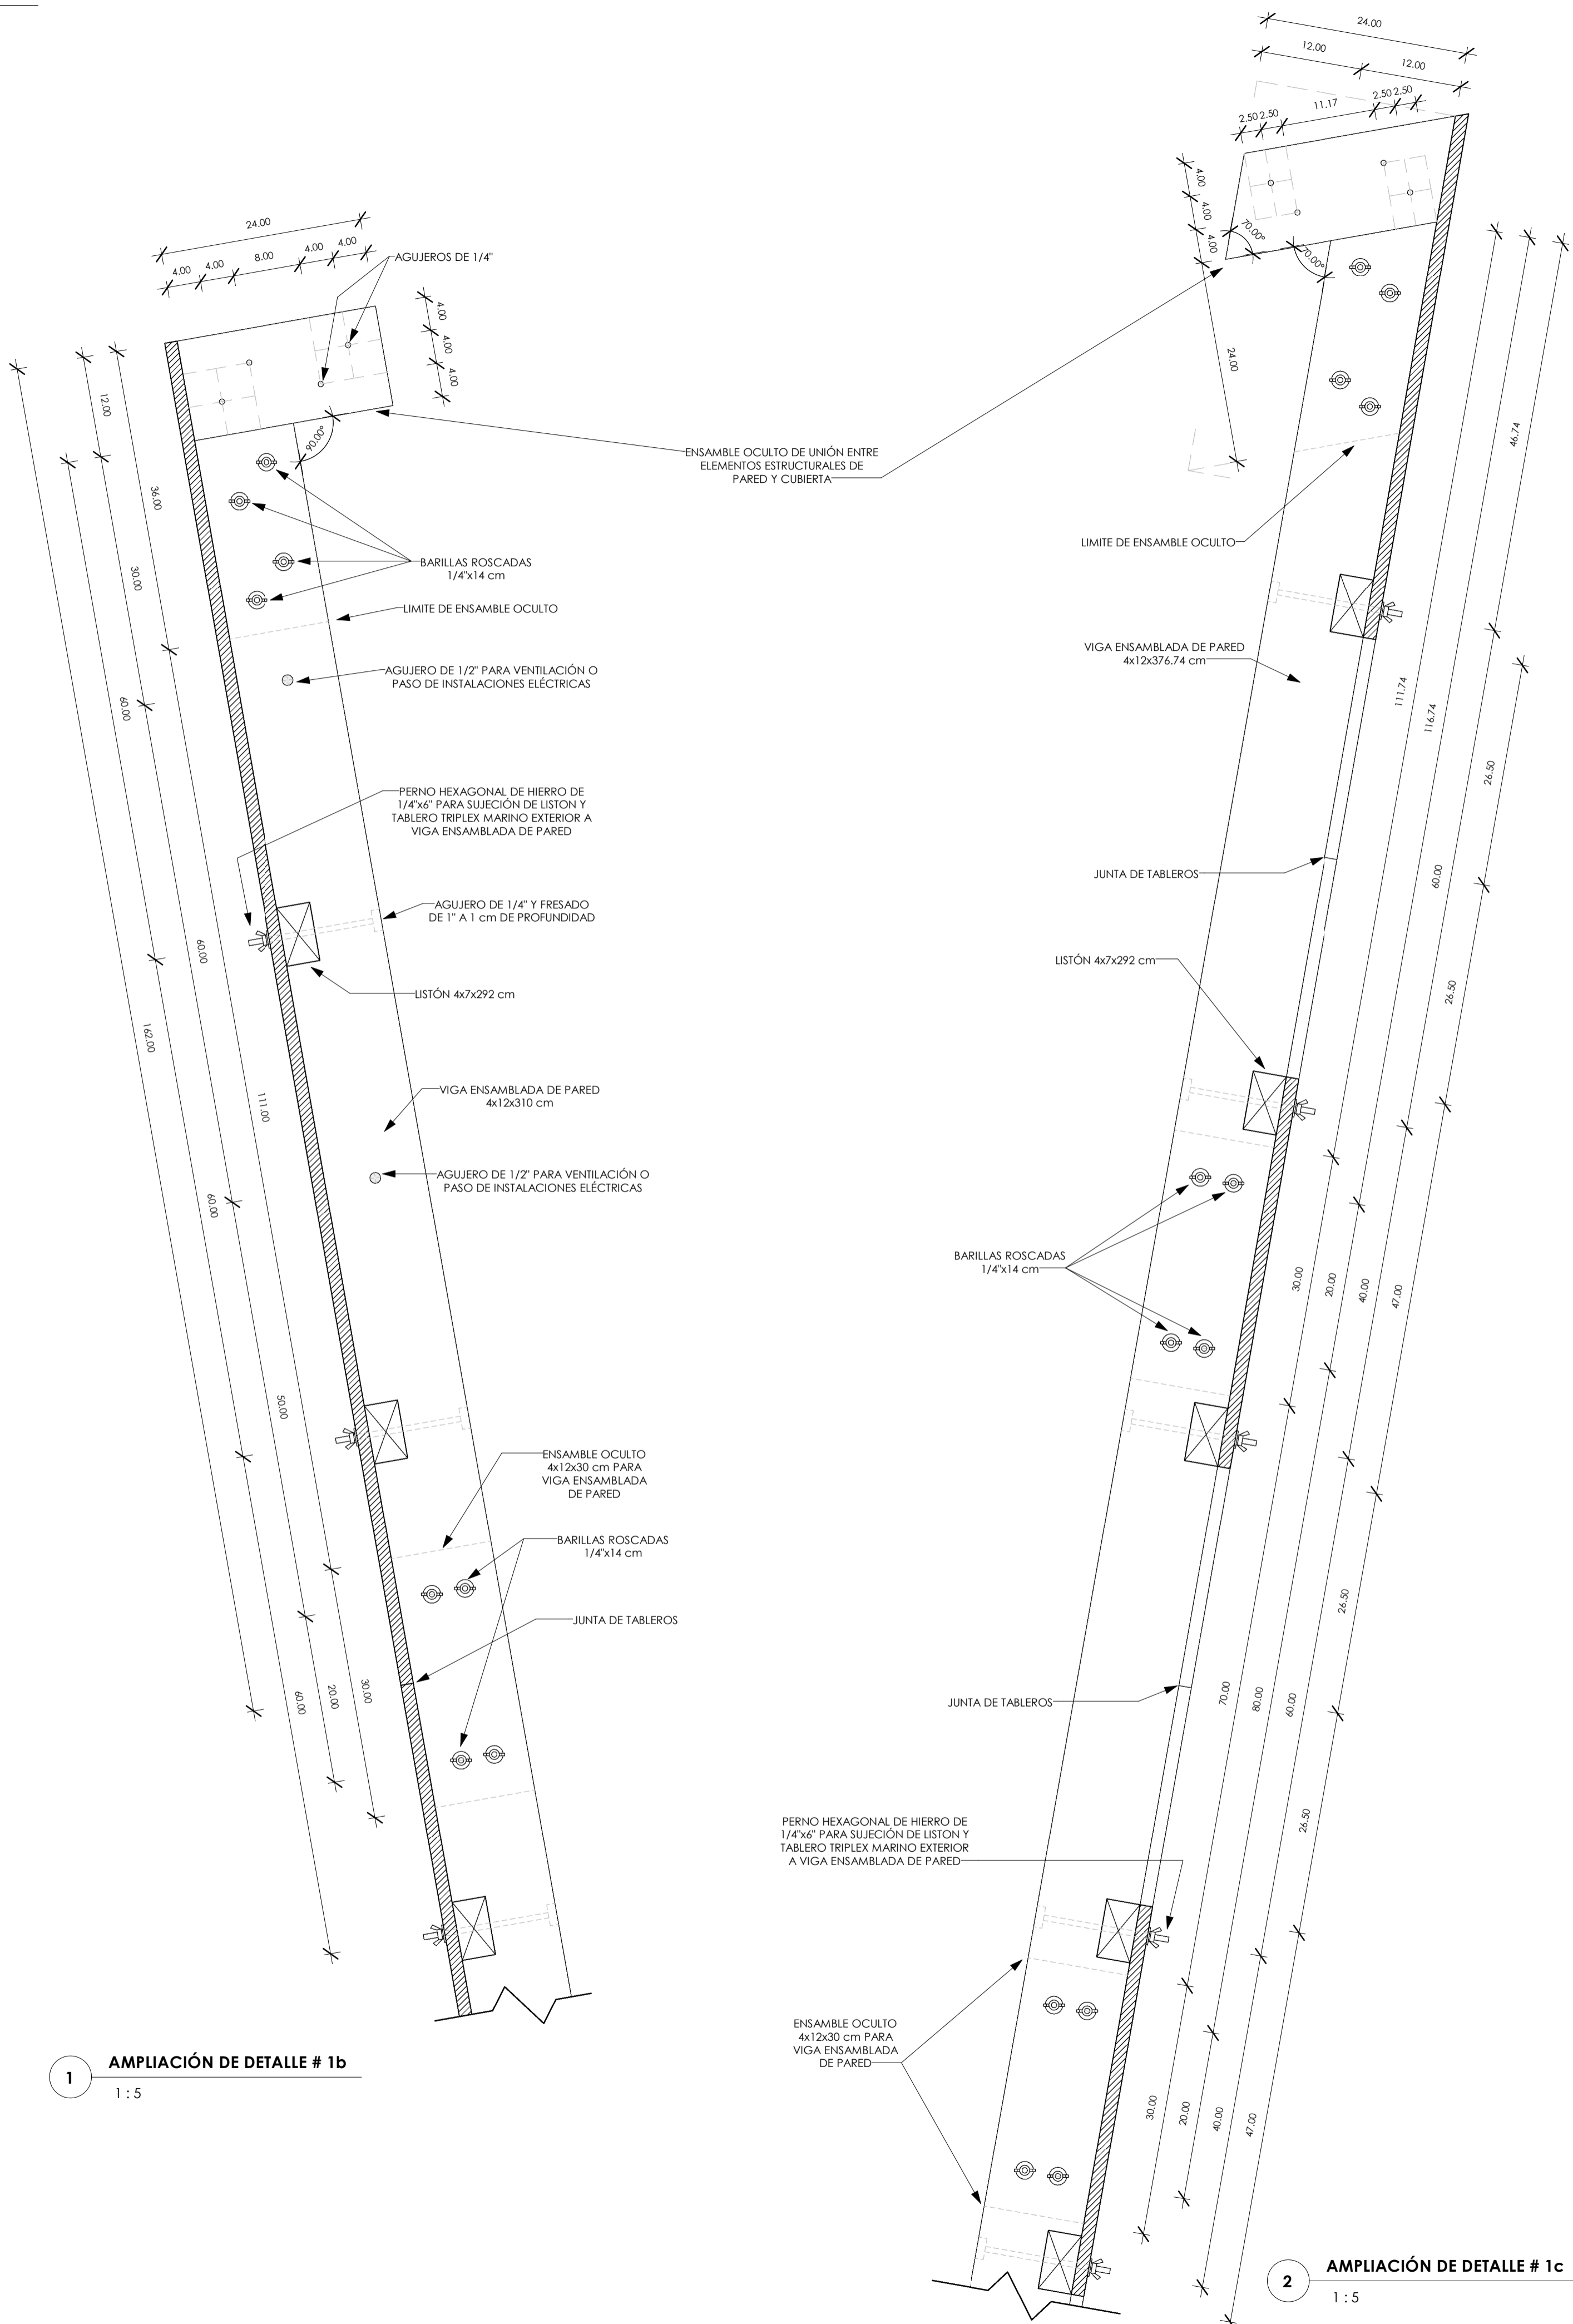 24.00
4.00
4.00
8.00
4.00
4.00
AGUJEROS DE 1/4"
4.00
4.00
4.00
90.00°
12.00
36.00
30.00
60.00
60.00
162.00
111.00
60.00
50.00
60.00
20.00
30.00
BARILLAS ROSCADAS
1/4"x14 cm
LIMITE DE ENSAMBLE OCULTO
AGUJERO DE 1/2" PARA VENTILACIÓN O
PASO DE INSTALACIONES ELÉCTRICAS
PERNO HEXAGONAL DE HIERRO DE
1/4"x6" PARA SUJECIÓN DE LISTON Y
TABLERO TRIPLEX MARINO EXTERIOR A
VIGA ENSAMBLADA DE PARED
AGUJERO DE 1/4" Y FRESADO
DE 1" A 1 cm DE PROFUNDIDAD
LISTÓN 4x7x292 cm
VIGA ENSAMBLADA DE PARED
4x12x310 cm
AGUJERO DE 1/2" PARA VENTILACIÓN O
PASO DE INSTALACIONES ELÉCTRICAS
ENSAMBLE OCULTO
4x12x30 cm PARA
VIGA ENSAMBLADA
DE PARED
BARILLAS ROSCADAS
1/4"x14 cm
JUNTA DE TABLEROS
1
AMPLIACIÓN DE DETALLE # 1b
1 : 5
ENSAMBLE OCULTO DE UNIÓN ENTRE
ELEMENTOS ESTRUCTURALES DE
PARED Y CUBIERTA
24.00
12.00
12.00
2.50
2.50
11.17
2.50
2.50
4.00
4.00
4.00
70.00°
70.00°
24.00
LIMITE DE ENSAMBLE OCULTO
VIGA ENSAMBLADA DE PARED
4x12x376.74 cm
JUNTA DE TABLEROS
LISTÓN 4x7x292 cm
BARILLAS ROSCADAS
1/4"x14 cm
JUNTA DE TABLEROS
PERNO HEXAGONAL DE HIERRO DE
1/4"x6" PARA SUJECIÓN DE LISTON Y
TABLERO TRIPLEX MARINO EXTERIOR
A VIGA ENSAMBLADA DE PARED
ENSAMBLE OCULTO
4x12x30 cm PARA
VIGA ENSAMBLADA
DE PARED
46.74
111.74
116.74
26.50
60.00
26.50
30.00
20.00
40.00
47.00
26.50
70.00
80.00
60.00
26.50
30.00
20.00
40.00
47.00
2
AMPLIACIÓN DE DETALLE # 1c
1 : 5